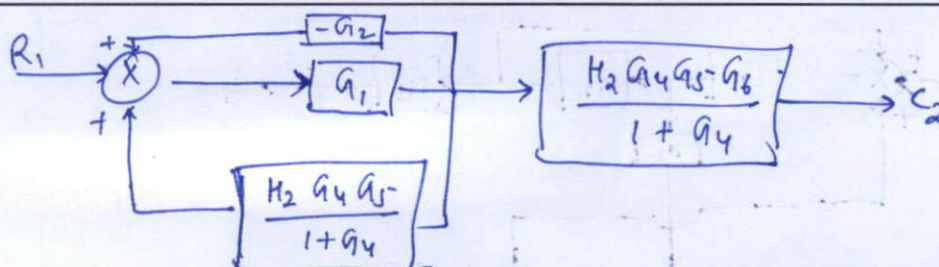 + -G2
R1 X G1 H2 G4 G5 G6 C2
+ 1 + G4
H2 G4 G5
1 + G4